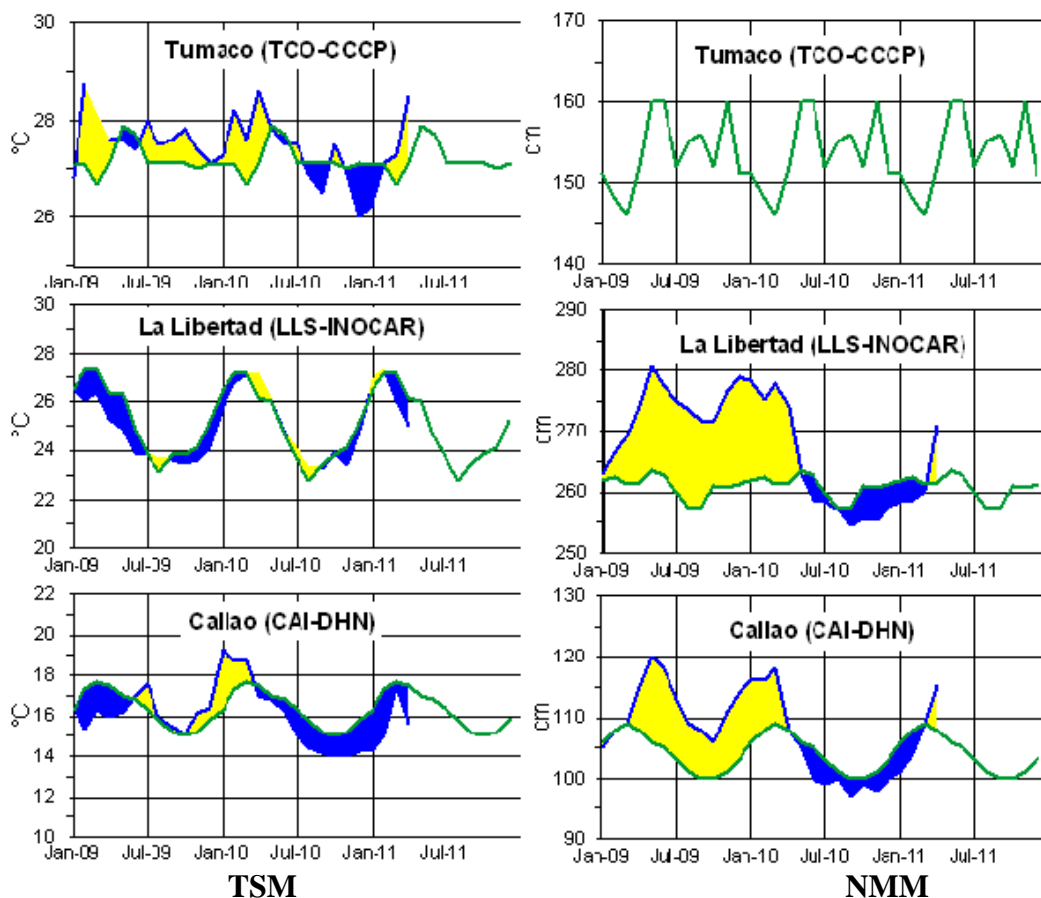 Tumaco (TCO-CCCP)
°C
30
28
26
Jan-09 Jul-09 Jan-10 Jul-10 Jan-11 Jul-11
Tumaco (TCO-CCCP)
cm
170
160
150
140
Jan-09 Jul-09 Jan-10 Jul-10 Jan-11 Jul-11
La Libertad (LLS-INOCAR)
°C
30
28
26
24
22
20
Jan-09 Jul-09 Jan-10 Jul-10 Jan-11 Jul-11
La Libertad (LLS-INOCAR)
cm
290
280
270
260
250
Jan-09 Jul-09 Jan-10 Jul-10 Jan-11 Jul-11
Callao (CAI-DHN)
°C
22
20
18
16
14
12
10
Jan-09 Jul-09 Jan-10 Jul-10 Jan-11 Jul-11
Callao (CAI-DHN)
cm
130
120
110
100
90
Jan-09 Jul-09 Jan-10 Jul-10 Jan-11 Jul-11
TSM NMM